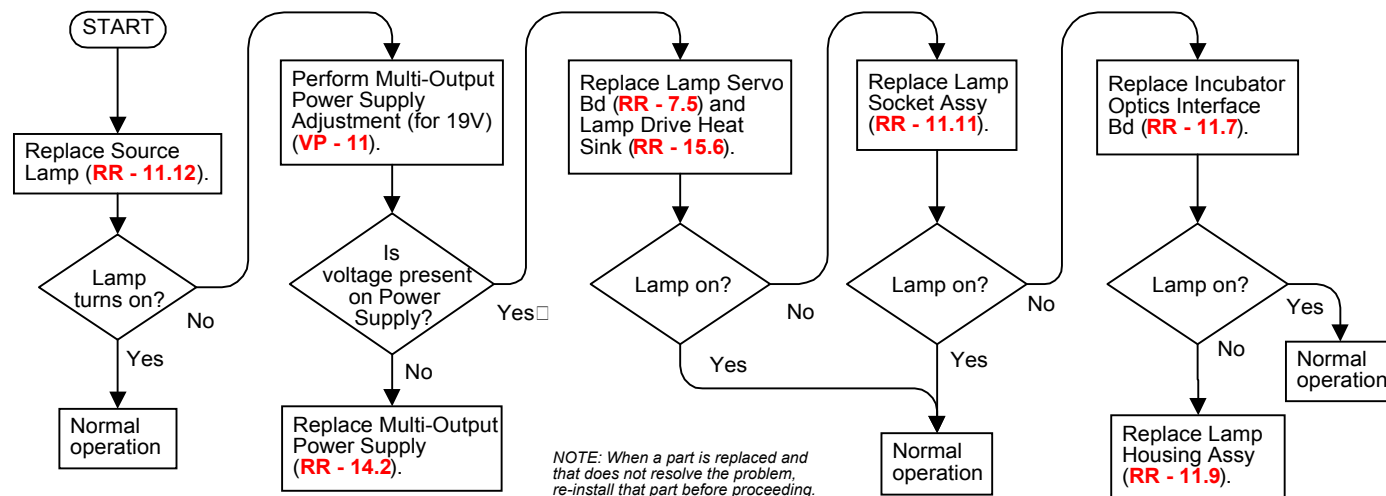 START
Replace Source
Lamp (RR - 11.12).
Lamp
turns on?
No
Yes
Normal
operation
Perform Multi-Output
Power Supply
Adjustment (for 19V)
(VP - 11).
Is
voltage present
on Power
Supply?
Yes□
No
Replace Multi-Output
Power Supply
(RR - 14.2).
Replace Lamp Servo
Bd (RR - 7.5) and
Lamp Drive Heat
Sink (RR - 15.6).
Lamp on?
No
Yes
Replace Lamp
Socket Assy
(RR - 11.11).
Lamp on?
No
Yes
Normal
operation
Replace Incubator
Optics Interface
Bd (RR - 11.7).
Lamp on?
Yes
No
Normal
operation
Replace Lamp
Housing Assy
(RR - 11.9).
NOTE: When a part is replaced and
that does not resolve the problem,
re-install that part before proceeding.